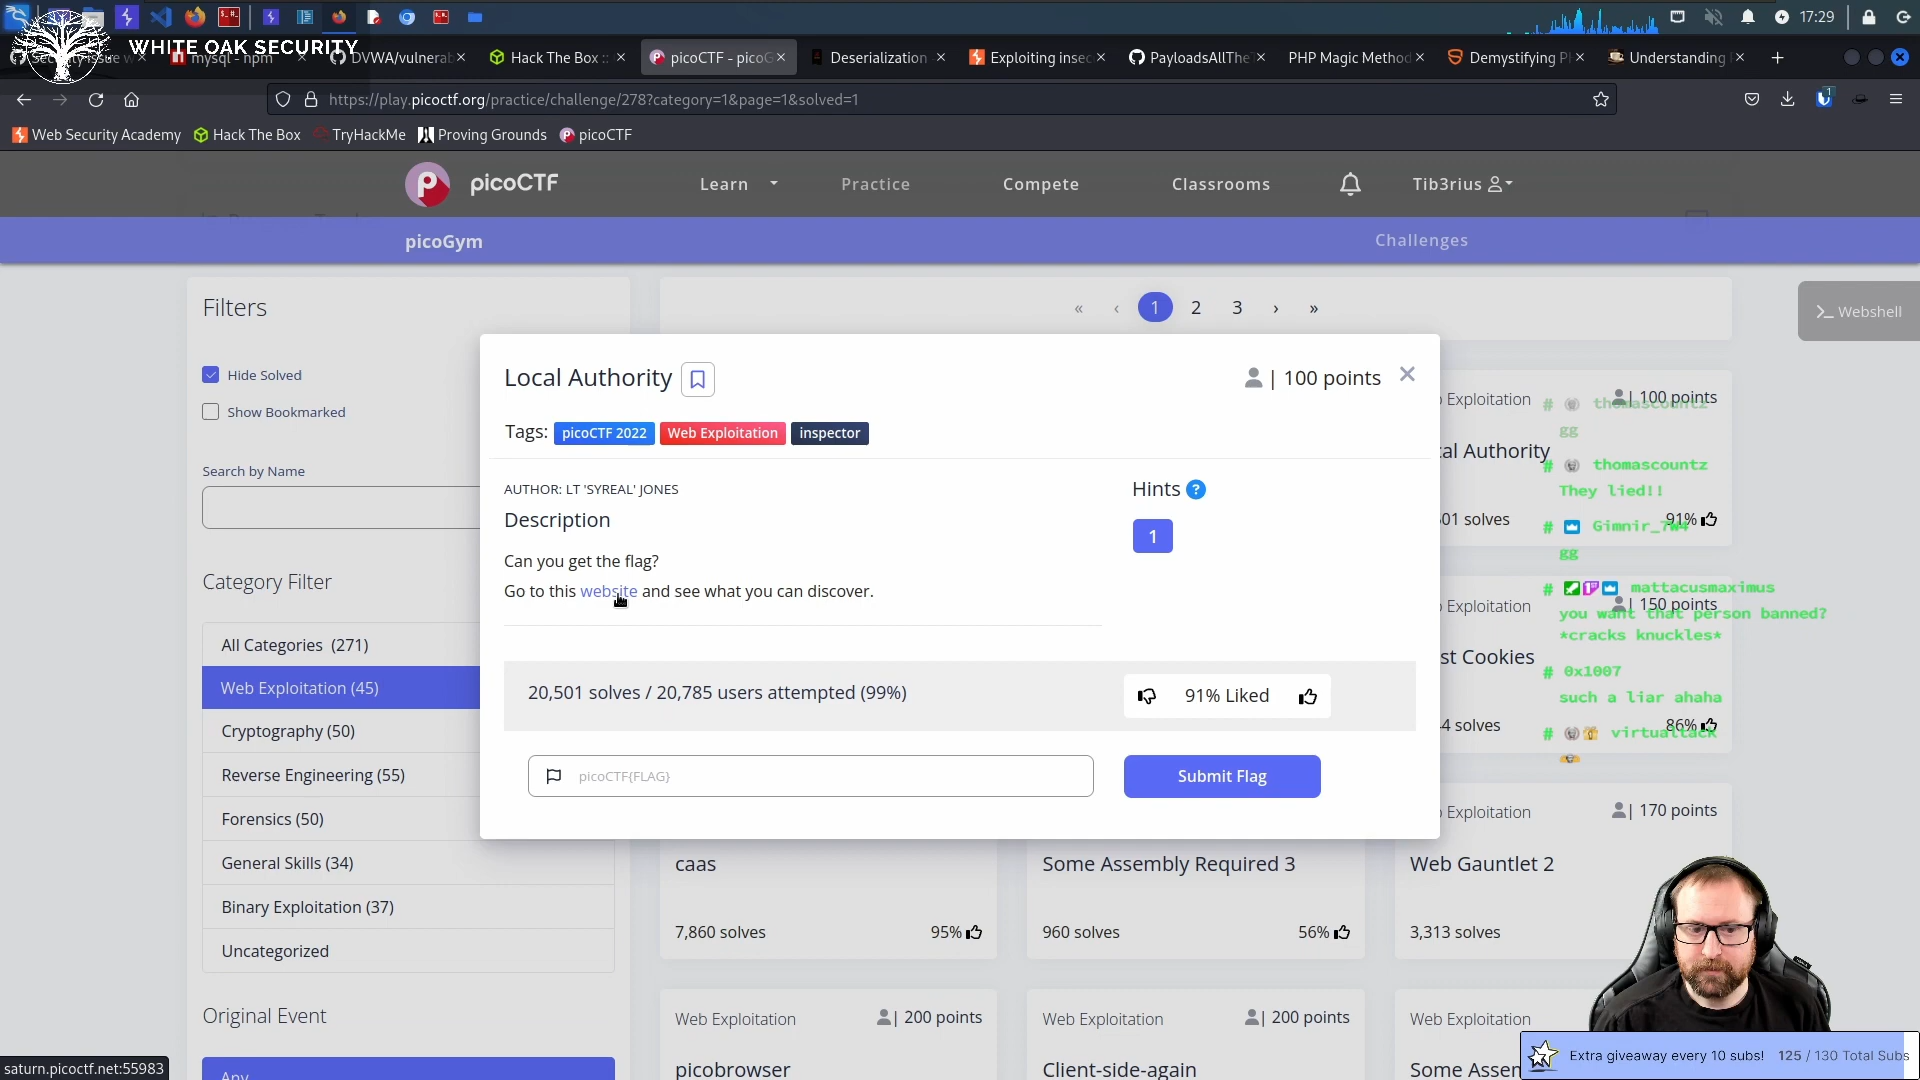 17:29
WHITE OAK SECURITY
mysql - npm
DVWA/vulnerab
Hack The Box ::
picoCTF - picoG
Deserialization
Exploiting insec
PayloadsAllThe
PHP Magic Method
Demystifying P
Understanding
https://play.picoctf.org/practice/challenge/278?category=1&page=1&solved=1
1
Web Security Academy
Hack The Box
TryHackMe
Proving Grounds
picoCTF
picoCTF
Learn
Practice
Compete
Classrooms
Tib3rius
picoGym
Challenges
Filters
Hide Solved
Show Bookmarked
Search by Name
Category Filter
All Categories (271)
Web Exploitation (45)
Cryptography (50)
Reverse Engineering (55)
Forensics (50)
General Skills (34)
Binary Exploitation (37)
Uncategorized
Original Event
Any
« ‹ 1 2 3 › »
Webshell
Local Authority
| 100 points
Tags: picoCTF 2022 Web Exploitation inspector
AUTHOR: LT 'SYREAL' JONES
Description
Can you get the flag?
Go to this website and see what you can discover.
Hints ?
1
20,501 solves / 20,785 users attempted (99%)
91% Liked
picoCTF{FLAG}
Submit Flag
Exploitation
| 100 points
cal Authority
501 solves
91%
Exploitation
| 150 points
st Cookies
4 solves
86%
Exploitation
| 170 points
caas
7,860 solves
95%
Some Assembly Required 3
960 solves
56%
Web Gauntlet 2
3,313 solves
Web Exploitation
| 200 points
picobrowser
Web Exploitation
| 200 points
Client-side-again
Web Exploitation
Some Assem
# thomascountz
gg
# thomascountz
They lied!!
# Gimnir_7W4
gg
# mattacusmaximus
you want that person banned?
*cracks knuckles*
# 0x1007
such a liar ahaha
# virtualtack
Extra giveaway every 10 subs! 125 / 130 Total Subs
saturn.picoctf.net:55983